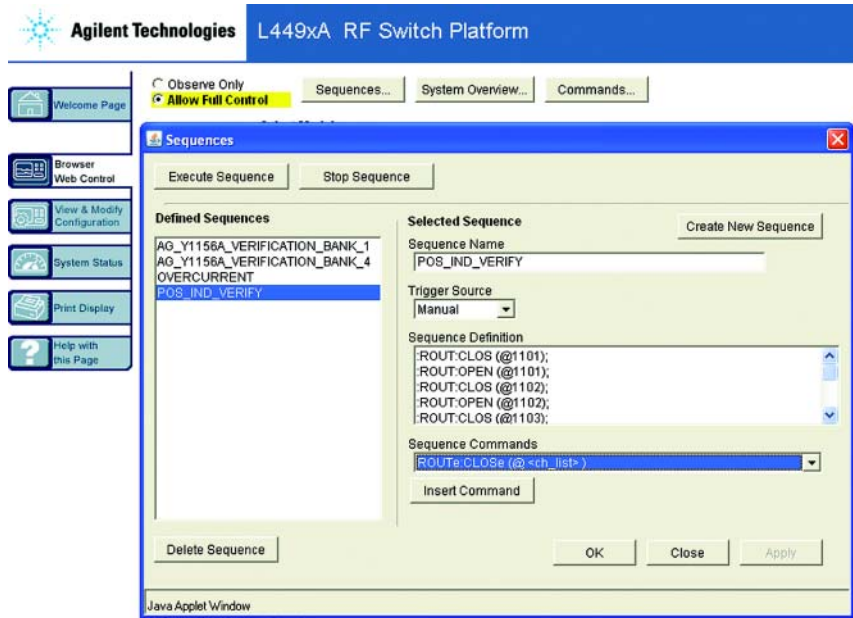 Agilent Technologies L449xA RF Switch Platform
Observe Only
Allow Full Control
Sequences...
System Overview...
Commands...
Welcome Page
Browser
Web Control
View & Modify
Configuration
System Status
Print Display
Help with
this Page
Sequences
Execute Sequence
Stop Sequence
Defined Sequences
AG_Y1156A_VERIFICATION_BANK_1
AG_Y1156A_VERIFICATION_BANK_4
OVERCURRENT
POS_IND_VERIFY
Delete Sequence
Selected Sequence
Create New Sequence
Sequence Name
POS_IND_VERIFY
Trigger Source
Manual
Sequence Definition
:ROUT:CLOS (@1101);
:ROUT:OPEN (@1101);
:ROUT:CLOS (@1102);
:ROUT:OPEN (@1102);
:ROUT:CLOS (@1103);
Sequence Commands
ROUTe:CLOSe (@ <ch_list> )
Insert Command
OK
Close
Apply
Java Applet Window